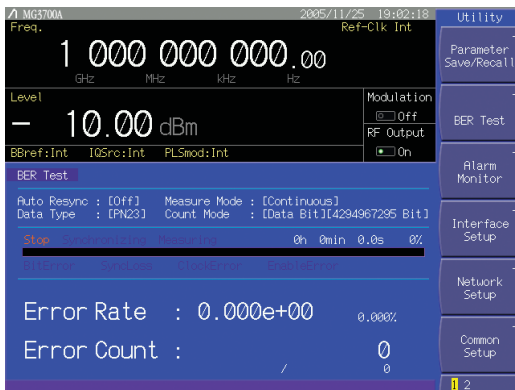 MG3700A 2005/11/25 19:02:18
Freq. Ref-Clk Int
1 000 000 000.00
GHz MHz kHz Hz
Level
- 10.00 dBm
Modulation
Off
RF Output
On
BBref:Int IQSrc:Int PLSmod:Int
BER Test
Auto Resync : [Off] Measure Mode : [Continuous]
Data Type : [PN23] Count Mode : [Data Bit][4294967295 Bit]
Stop Synchronizing Measuring 0h 0min 0.0s 0%
BitError SyncLoss ClockError EnableError
Error Rate : 0.000e+00 0.000%
Error Count : 0
/ 0
Utility
Parameter
Save/Recall
BER Test
Alarm
Monitor
Interface
Setup
Network
Setup
Common
Setup
1 2